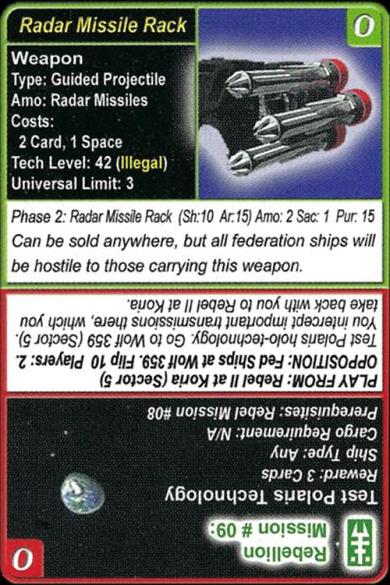 Radar Missile Rack
0
Weapon
Type: Guided Projectile
Amo: Radar Missiles
Costs:
2 Card, 1 Space
Tech Level: 42 (Illegal)
Universal Limit: 3
Phase 2: Radar Missile Rack (Sh:10 Ar:15) Amo: 2 Sac: 1 Pur: 15
Can be sold anywhere, but all federation ships will
be hostile to those carrying this weapon.
0
Rebellion
Mission # 09:
Test Polaris Technology
Reward: 3 Cards
Ship Type: Any
Cargo Requirement: N/A
Prerequisites: Rebel Mission #08
PLAY FROM: Rebel II at Koria (Sector 5)
OPPOSITION: Fed Ships at Wolf 359. Flip 10 Players: 2.
Test Polaris holo-technology. Go to Wolf 359 (Sector 5).
You intercept important transmissions there, which you
take back with you to Rebel II at Koria.